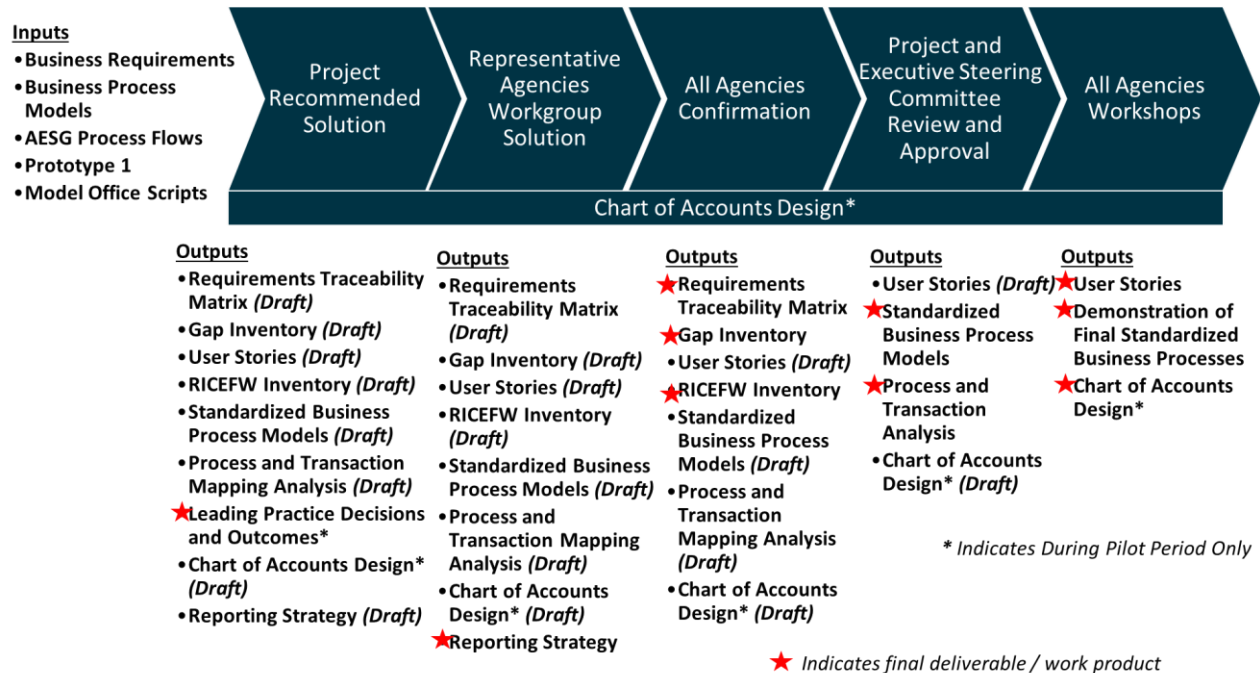 Inputs
•Business Requirements
•Business Process
Models
•AESG Process Flows
•Prototype 1
•Model Office Scripts
Project
Recommended
Solution
Representative
Agencies
Workgroup
Solution
All Agencies
Confirmation
Project and
Executive Steering
Committee
Review and
Approval
All Agencies
Workshops
Chart of Accounts Design*
Outputs
•Requirements Traceability
Matrix (Draft)
•Gap Inventory (Draft)
•User Stories (Draft)
•RICEFW Inventory (Draft)
•Standardized Business
Process Models (Draft)
•Process and Transaction
Mapping Analysis (Draft)
•Leading Practice Decisions
and Outcomes*
•Chart of Accounts Design*
(Draft)
•Reporting Strategy (Draft)
Outputs
•Requirements
Traceability Matrix
(Draft)
•Gap Inventory (Draft)
•User Stories (Draft)
•RICEFW Inventory
(Draft)
•Standardized Business
Process Models (Draft)
•Process and
Transaction Mapping
Analysis (Draft)
•Chart of Accounts
Design* (Draft)
•Reporting Strategy
Outputs
•Requirements
Traceability Matrix
•Gap Inventory
•User Stories (Draft)
•RICEFW Inventory
•Standardized
Business Process
Models (Draft)
•Process and
Transaction
Mapping Analysis
(Draft)
•Chart of Accounts
Design* (Draft)
Outputs
•User Stories (Draft)
•Standardized
Business Process
Models
•Process and
Transaction
Analysis
•Chart of Accounts
Design* (Draft)
Outputs
•User Stories
•Demonstration of
Final Standardized
Business Processes
•Chart of Accounts
Design*
* Indicates During Pilot Period Only
Indicates final deliverable / work product